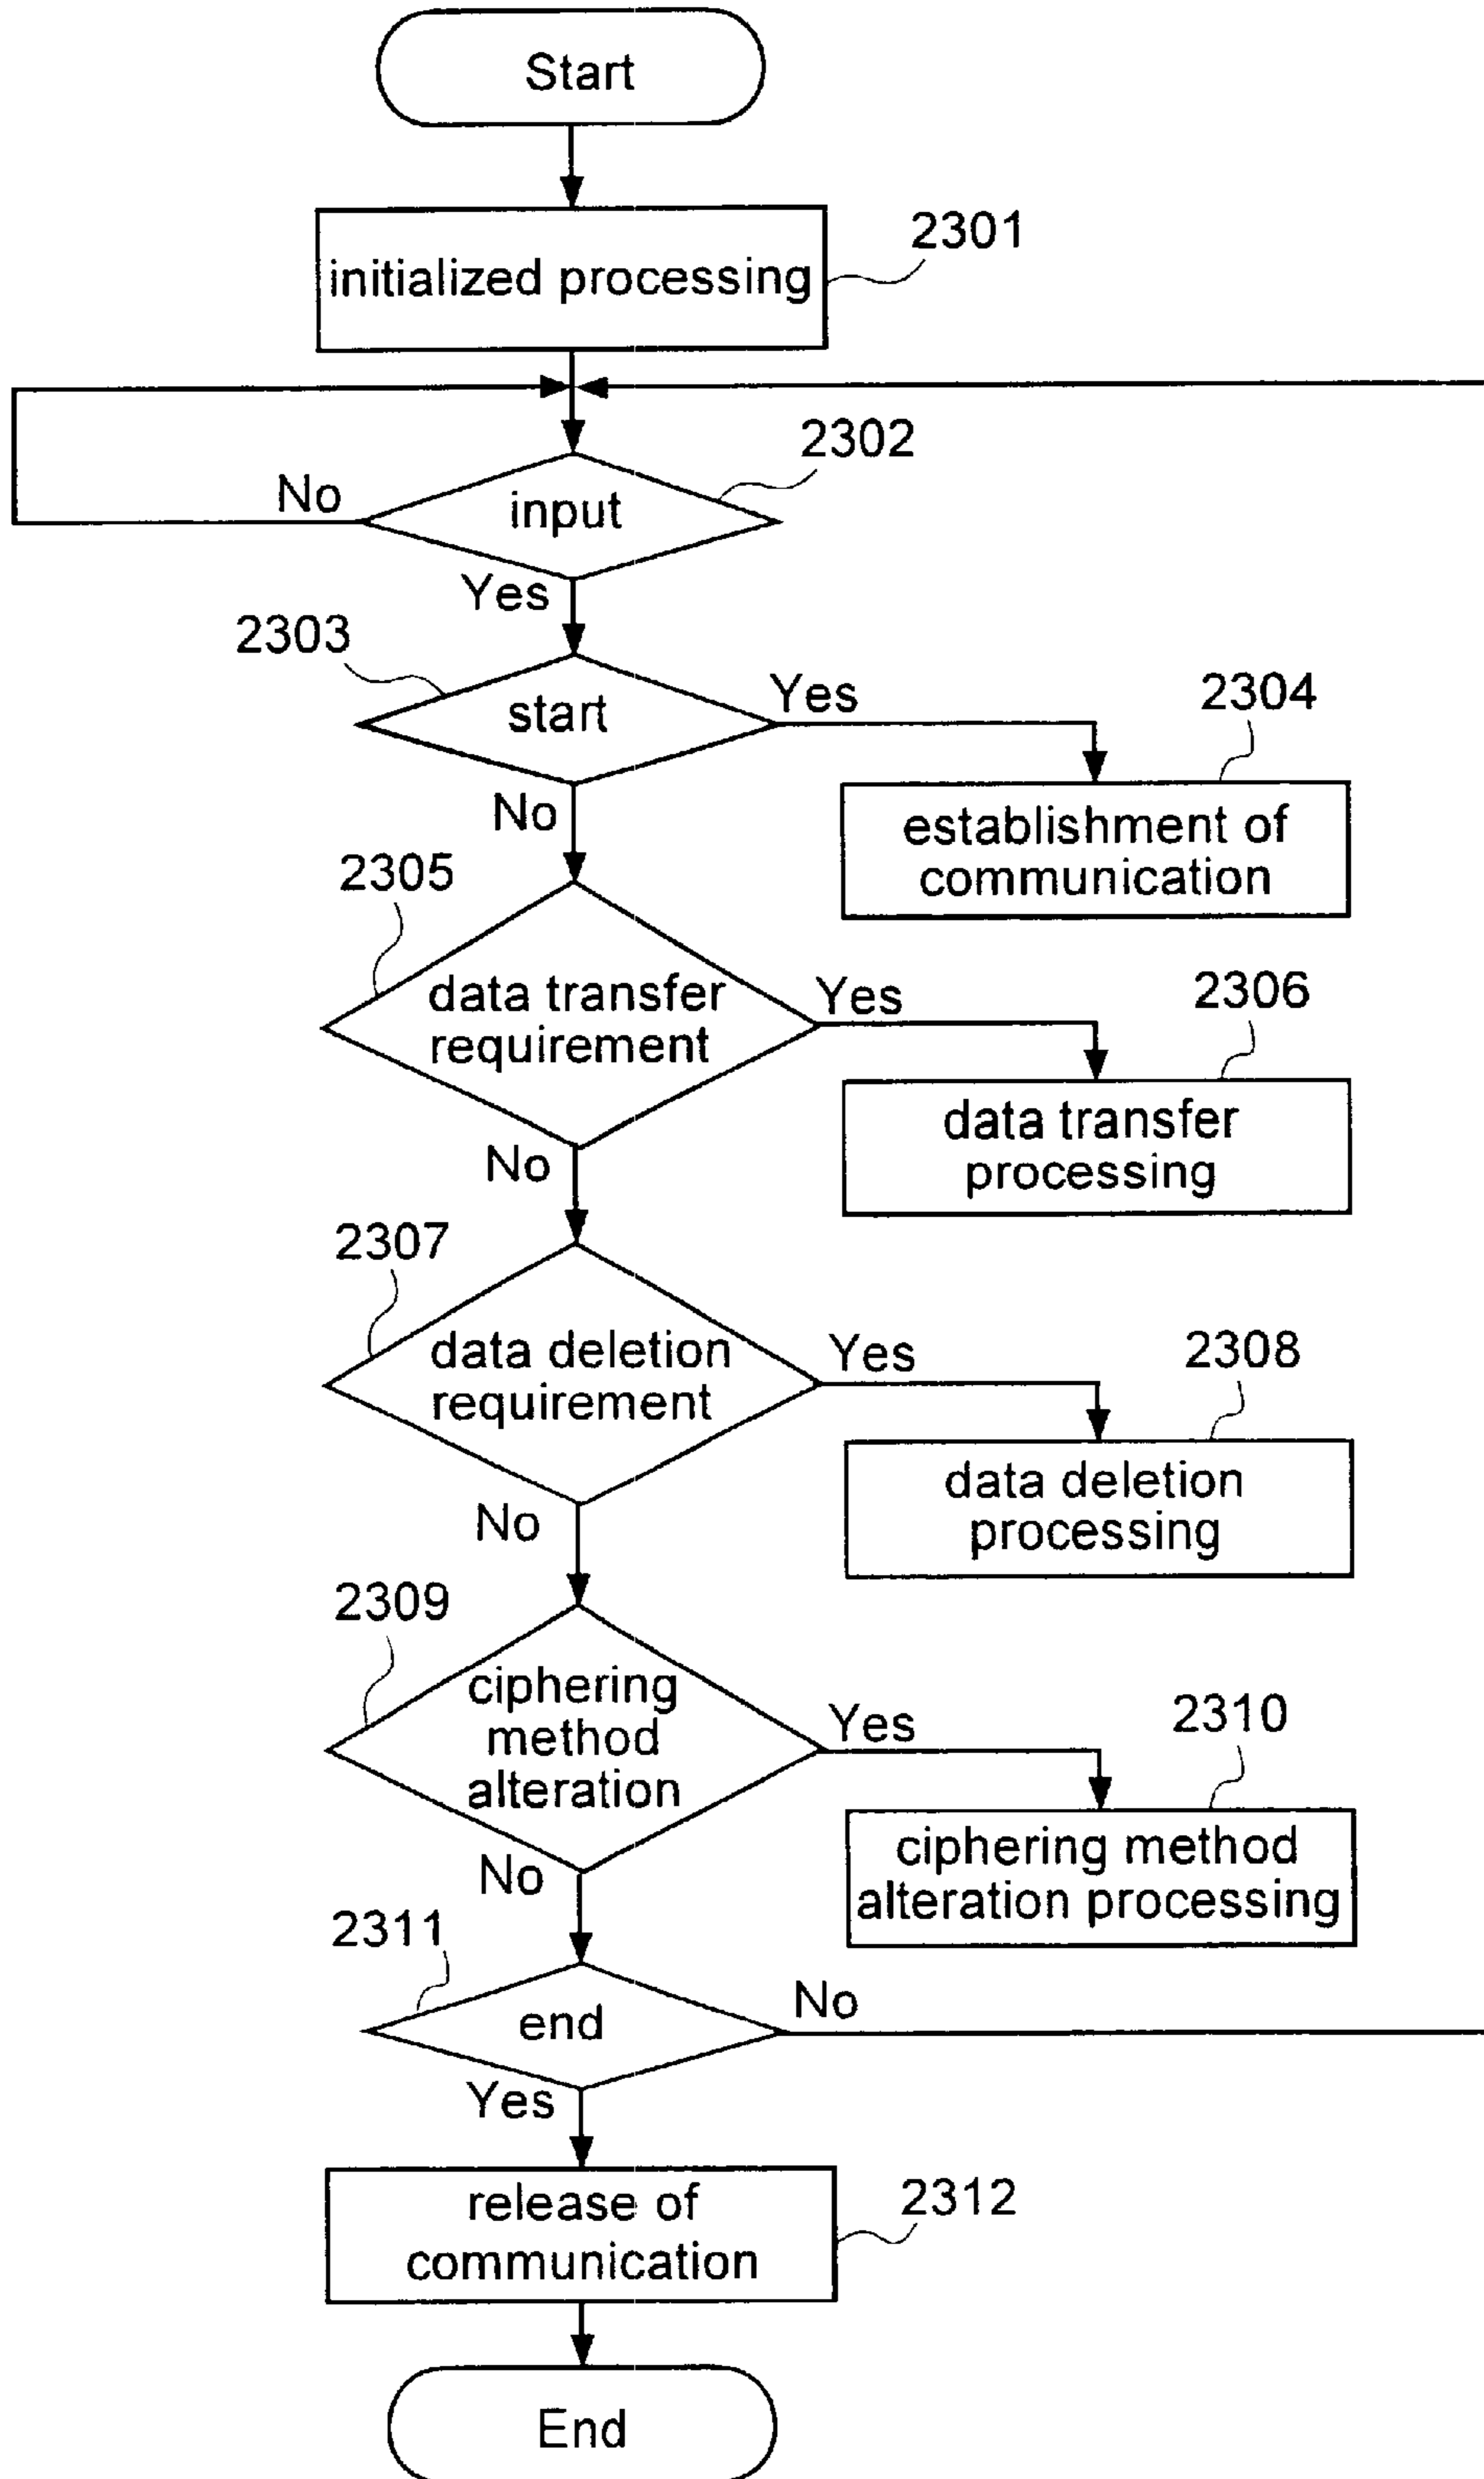 Start
2301
initialized processing
2302
No
input
Yes
2303
start
Yes
2304
No
establishment of
communication
2305
data transfer
requirement
Yes
2306
No
data transfer
processing
2307
data deletion
requirement
Yes
2308
No
data deletion
processing
2309
ciphering
method
alteration
Yes
2310
No
ciphering method
alteration processing
2311
end
No
Yes
release of
communication
2312
End